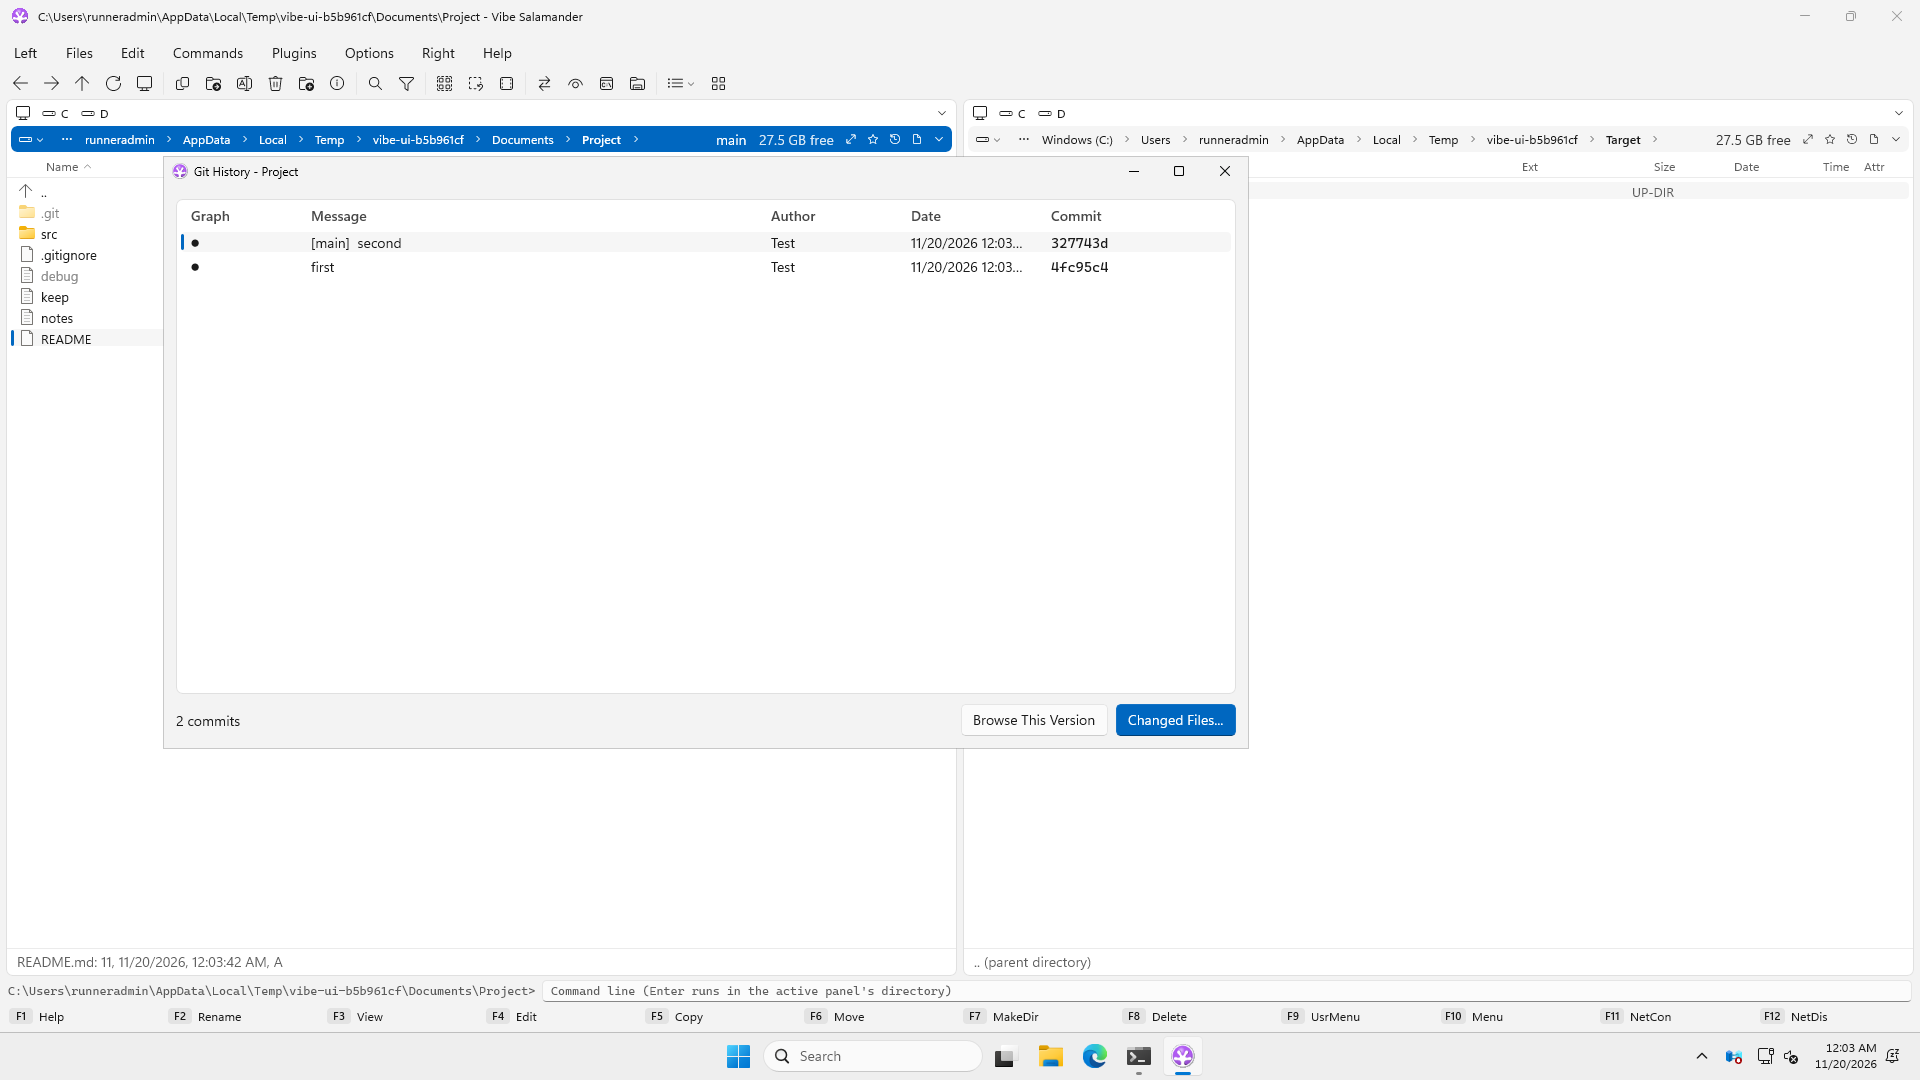 C:\Users\runneradmin\AppData\Local\Temp\vibe-ui-b5b961cf\Documents\Project - Vibe Salamander
Left Files Edit Commands Plugins Options Right Help
C D
C D
runneradmin AppData Local Temp vibe-ui-b5b961cf Documents Project main 27.5 GB free
Windows (C:) Users runneradmin AppData Local Temp vibe-ui-b5b961cf Target 27.5 GB free
Name
Ext Size Date Time Attr
..
.git
src
.gitignore
debug
keep
notes
README
UP-DIR
Git History - Project
Graph Message Author Date Commit
[main] second Test 11/20/2026 12:03... 327743d
first Test 11/20/2026 12:03... 4fc95c4
2 commits
Browse This Version
Changed Files...
README.md: 11, 11/20/2026, 12:03:42 AM, A
.. (parent directory)
C:\Users\runneradmin\AppData\Local\Temp\vibe-ui-b5b961cf\Documents\Project>
Command line (Enter runs in the active panel's directory)
F1 Help F2 Rename F3 View F4 Edit F5 Copy F6 Move F7 MakeDir F8 Delete F9 UsrMenu F10 Menu F11 NetCon F12 NetDis
Search
12:03 AM
11/20/2026